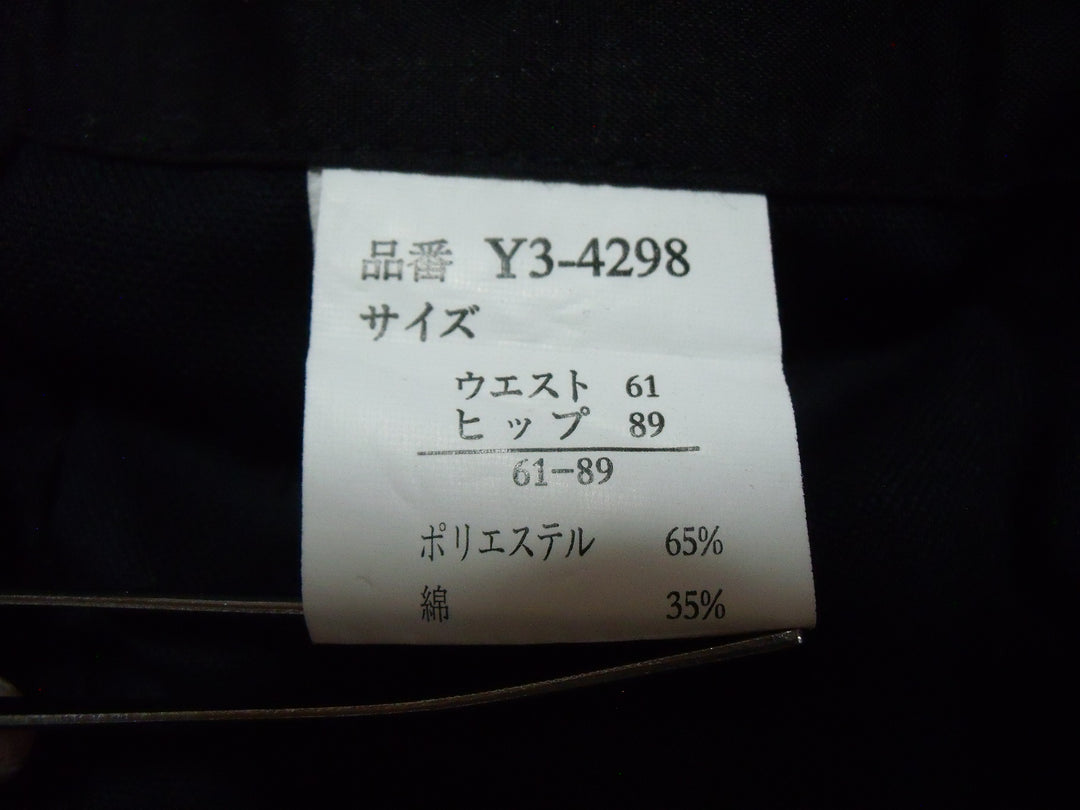 品番 Y3-4298
サイズ
ウエスト 61
ヒップ 89
61-89
ポリエステル 65%
綿 35%